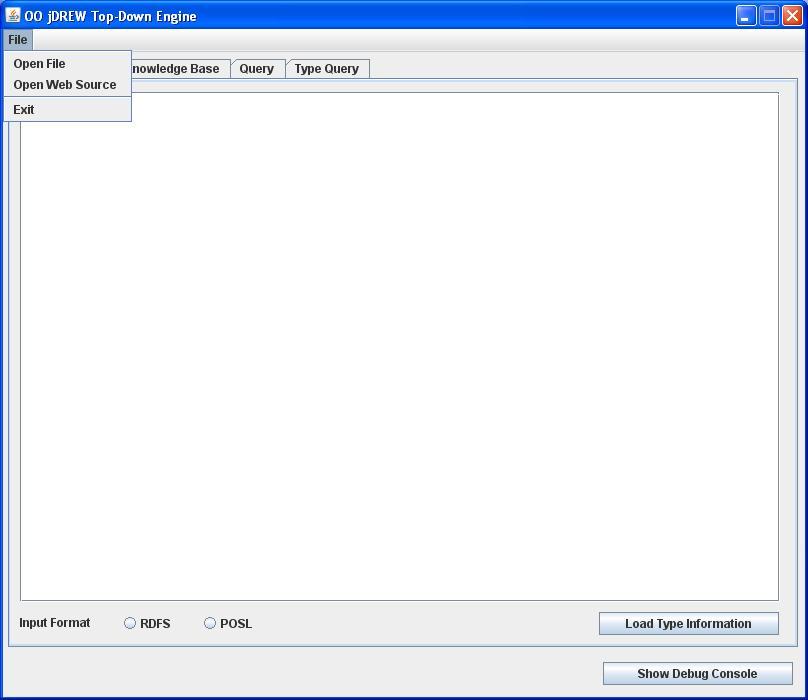 OO jDREW Top-Down Engine
File
Open File
Open Web Source
Exit
nowledge Base Query Type Query
Input Format RDFS POSL Load Type Information
Show Debug Console